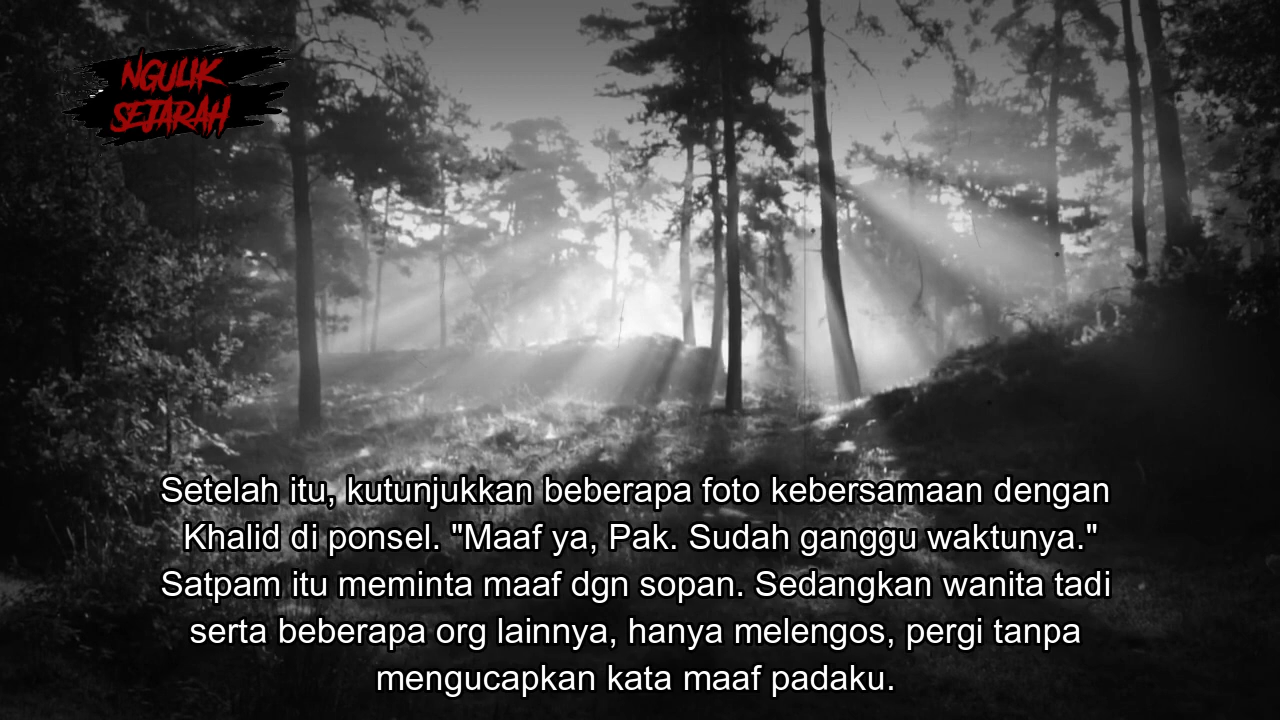 NGULIK
SEJARAH
Setelah itu, kutunjukkan beberapa foto kebersamaan dengan
Khalid di ponsel. "Maaf ya, Pak. Sudah ganggu waktunya."
Satpam itu meminta maaf dgn sopan. Sedangkan wanita tadi
serta beberapa org lainnya, hanya melengos, pergi tanpa
mengucapkan kata maaf padaku.